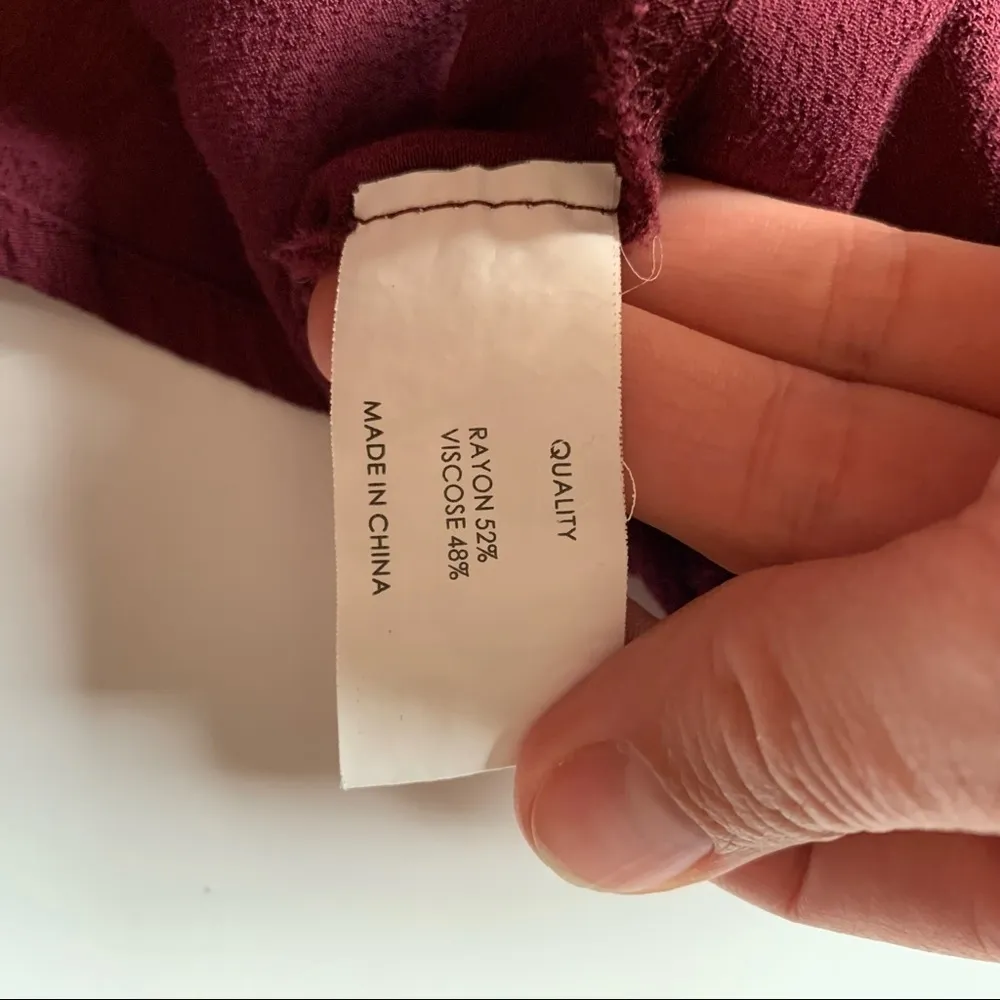 QUALITY
RAYON 52%
VISCOSE 48%
MADE IN CHINA